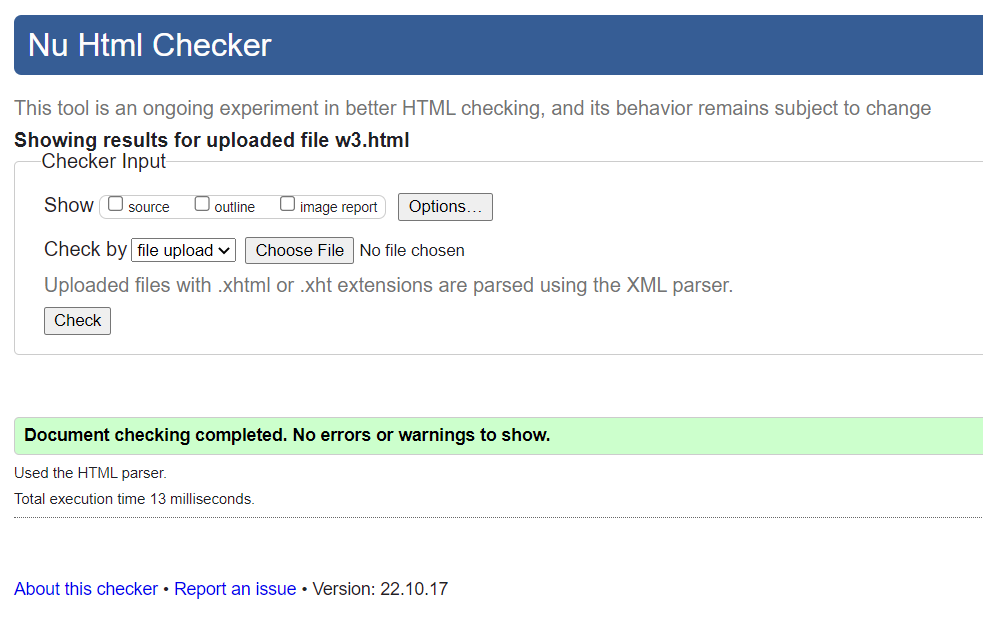 Nu Html Checker
This tool is an ongoing experiment in better HTML checking, and its behavior remains subject to change
Showing results for uploaded file w3.html
Checker Input
Show source outline image report Options…
Check by file upload Choose File No file chosen
Uploaded files with .xhtml or .xht extensions are parsed using the XML parser.
Check
Document checking completed. No errors or warnings to show.
Used the HTML parser.
Total execution time 13 milliseconds.
About this checker • Report an issue • Version: 22.10.17